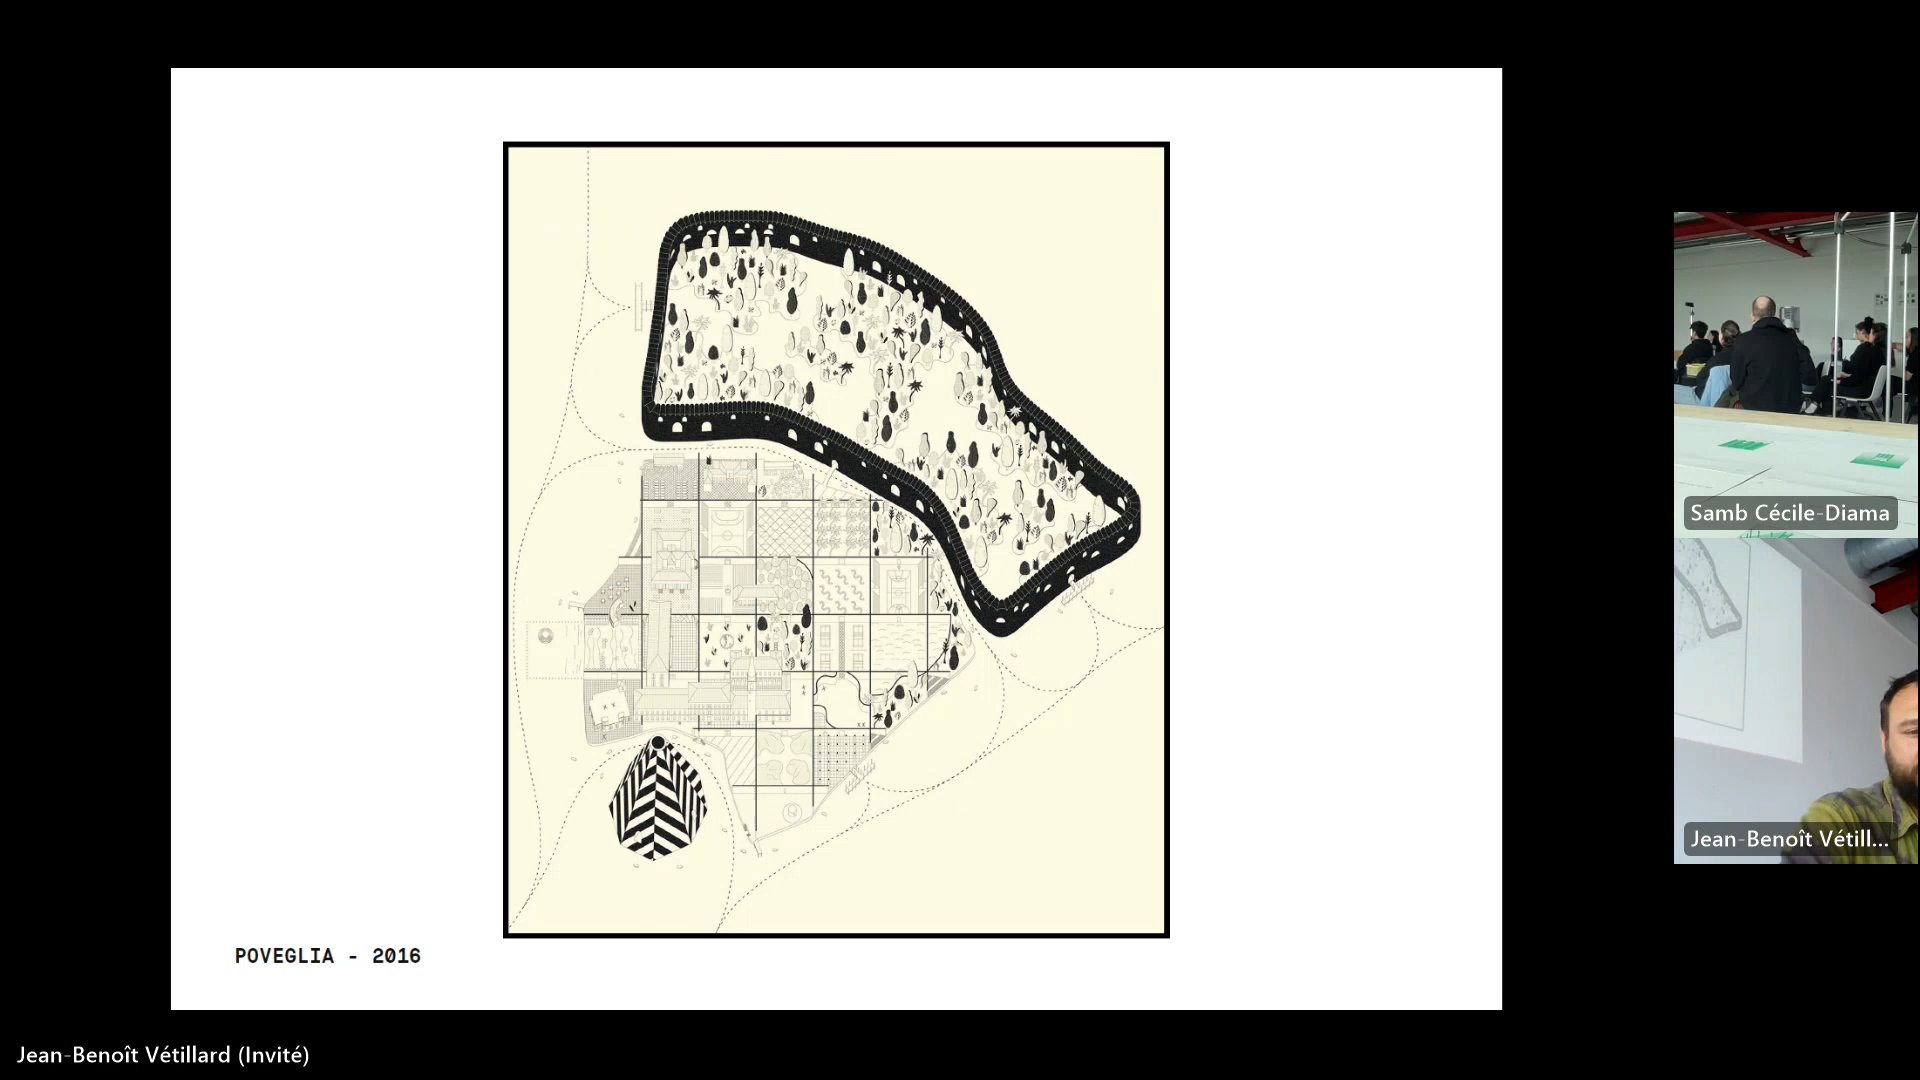 POVEGLIA - 2016
Samb Cécile-Diama
Jean-Benoît Vétill...
Jean-Benoît Vétillard (Invité)